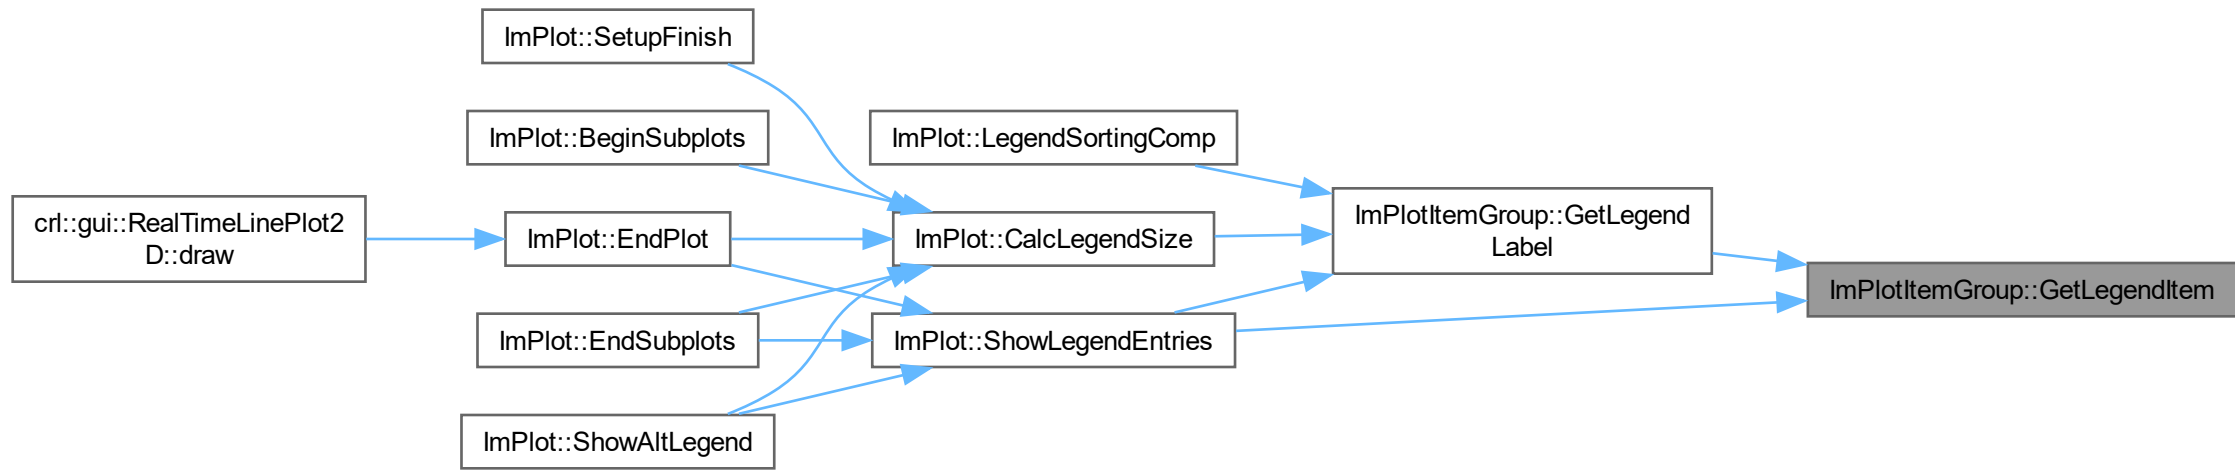 ImPlot::SetupFinish
ImPlot::BeginSubplots
ImPlot::LegendSortingComp
crl::gui::RealTimeLinePlot2
D::draw
ImPlot::EndPlot
ImPlot::CalcLegendSize
ImPlotItemGroup::GetLegend
Label
ImPlotItemGroup::GetLegendItem
ImPlot::EndSubplots
ImPlot::ShowLegendEntries
ImPlot::ShowAltLegend